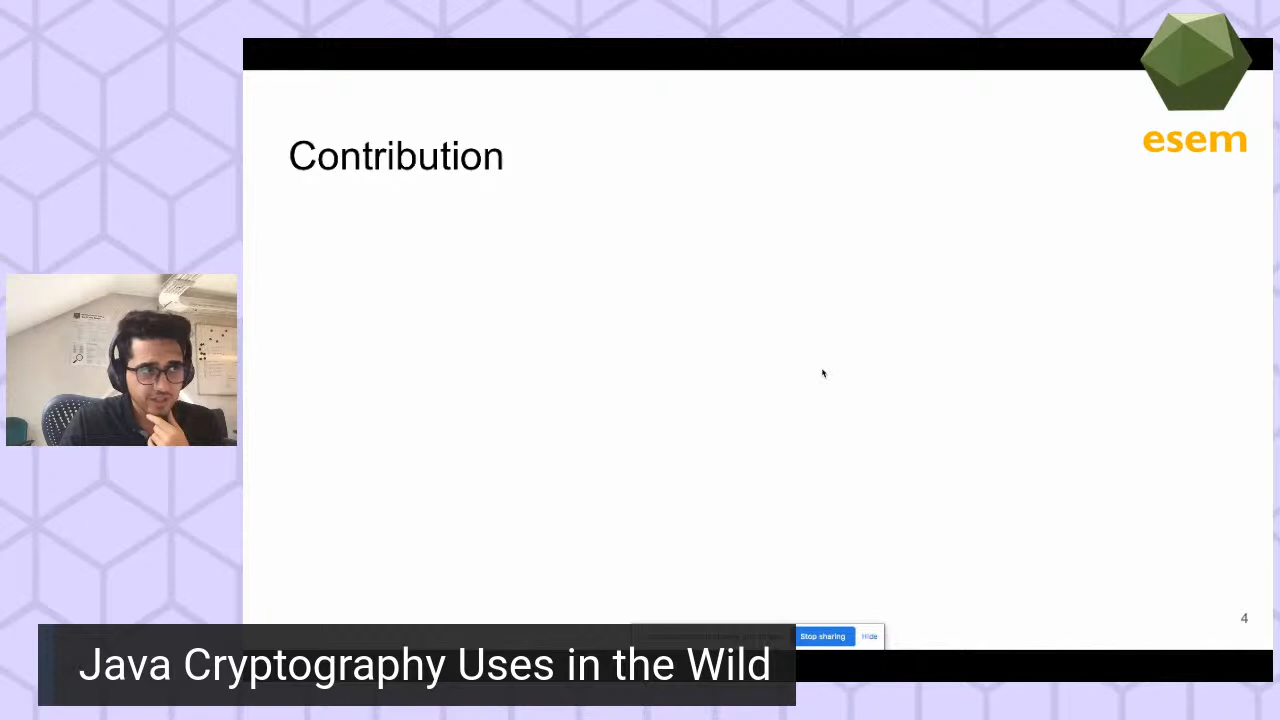 esem
Contribution
4
Stop sharing
Hide
Java Cryptography Uses in the Wild